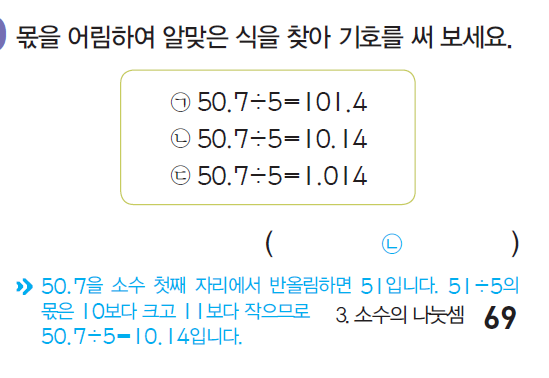 몫을 어림하여 알맞은 식을 찾아 기호를 써 보세요.
㉠ 50.7÷5=101.4
㉡ 50.7÷5=10.14
㉢ 50.7÷5=1.014
( ㉡ )
» 50.7을 소수 첫째 자리에서 반올림하면 51입니다. 51÷5의
몫은 10보다 크고 11보다 작으므로
50.7÷5=10.14입니다.
3. 소수의 나눗셈 69